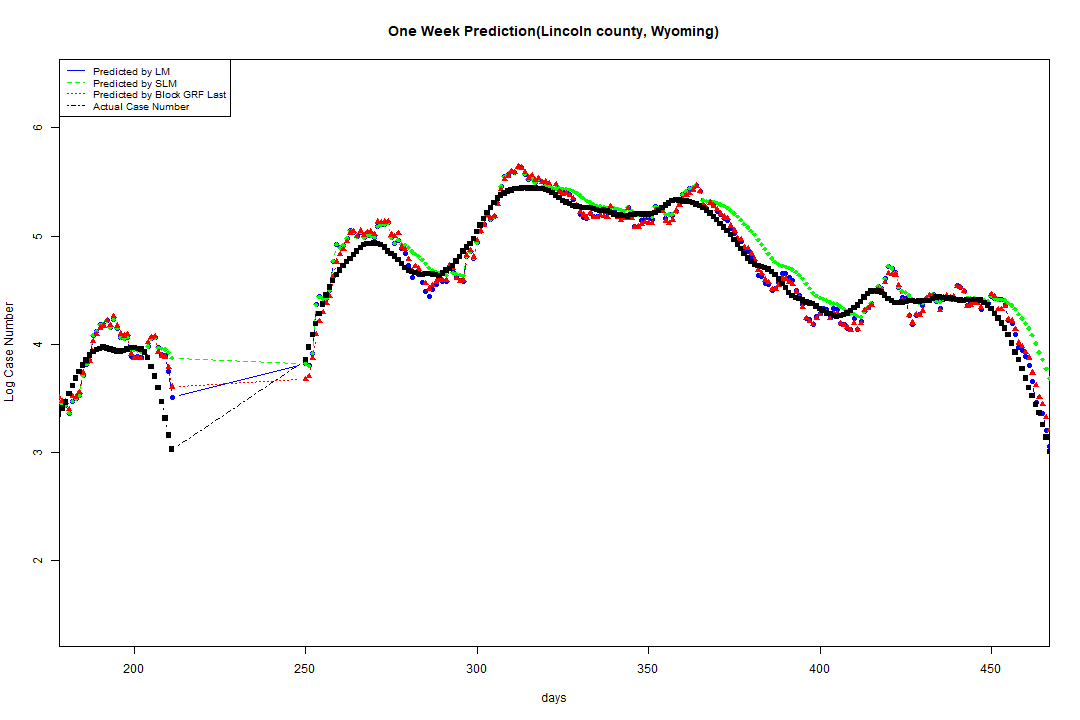 One Week Prediction(Lincoln county, Wyoming)
Predicted by LM
Predicted by SLM
Predicted by Block GRF Last
Actual Case Number
6
5
4
3
2
Log Case Number
200 250 300 350 400 450
days